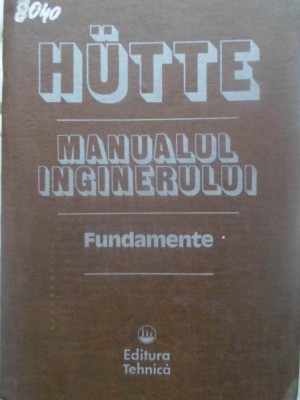 8040
HÜTTE
MANUALUL
INGINERULUI
Fundamente
Editura
Tehnică